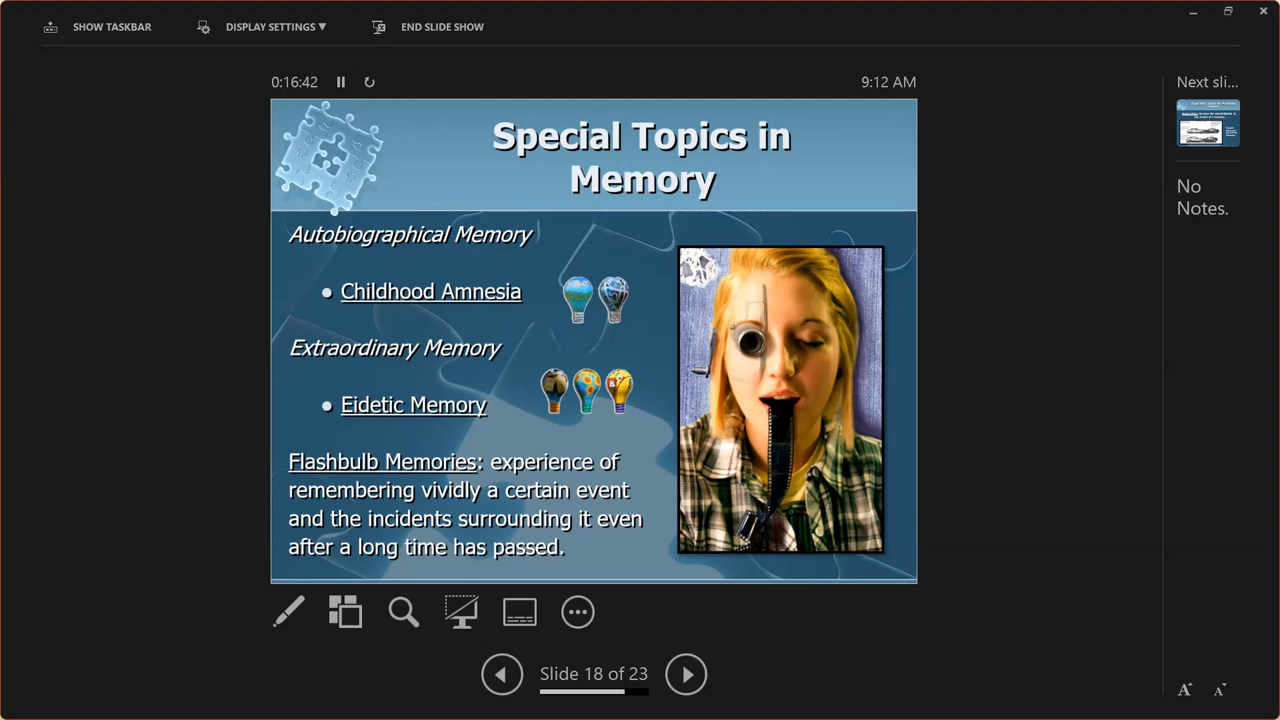 SHOW TASKBAR
DISPLAY SETTINGS ▼
END SLIDE SHOW
0:16:42
9:12 AM
Next sli...
Special Topics in
Memory
Autobiographical Memory
• Childhood Amnesia
Extraordinary Memory
• Eidetic Memory
Flashbulb Memories: experience of
remembering vividly a certain event
and the incidents surrounding it even
after a long time has passed.
No
Notes.
Slide 18 of 23
A A